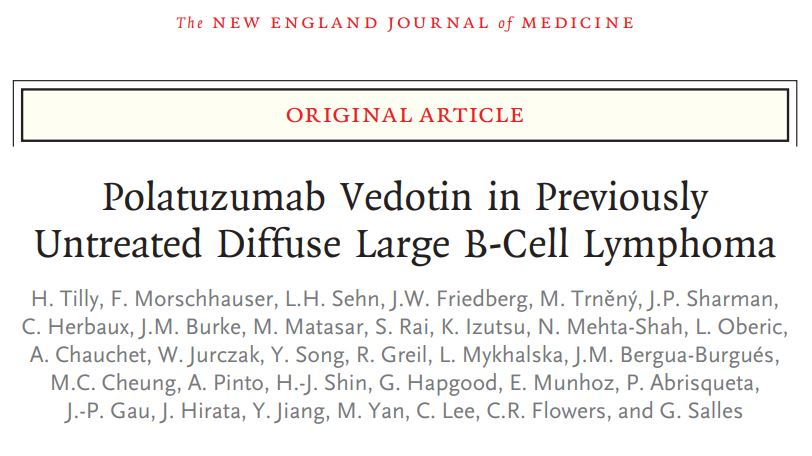 The NEW ENGLAND JOURNAL of MEDICINE
ORIGINAL ARTICLE
Polatuzumab Vedotin in Previously
Untreated Diffuse Large B-Cell Lymphoma
H. Tilly, F. Morschhauser, L.H. Sehn, J.W. Friedberg, M. Trněný, J.P. Sharman,
C. Herbaux, J.M. Burke, M. Matasar, S. Rai, K. Izutsu, N. Mehta-Shah, L. Oberic,
A. Chauchet, W. Jurczak, Y. Song, R. Greil, L. Mykhalska, J.M. Bergua-Burgués,
M.C. Cheung, A. Pinto, H.-J. Shin, G. Hapgood, E. Munhoz, P. Abrisqueta,
J.-P. Gau, J. Hirata, Y. Jiang, M. Yan, C. Lee, C.R. Flowers, and G. Salles